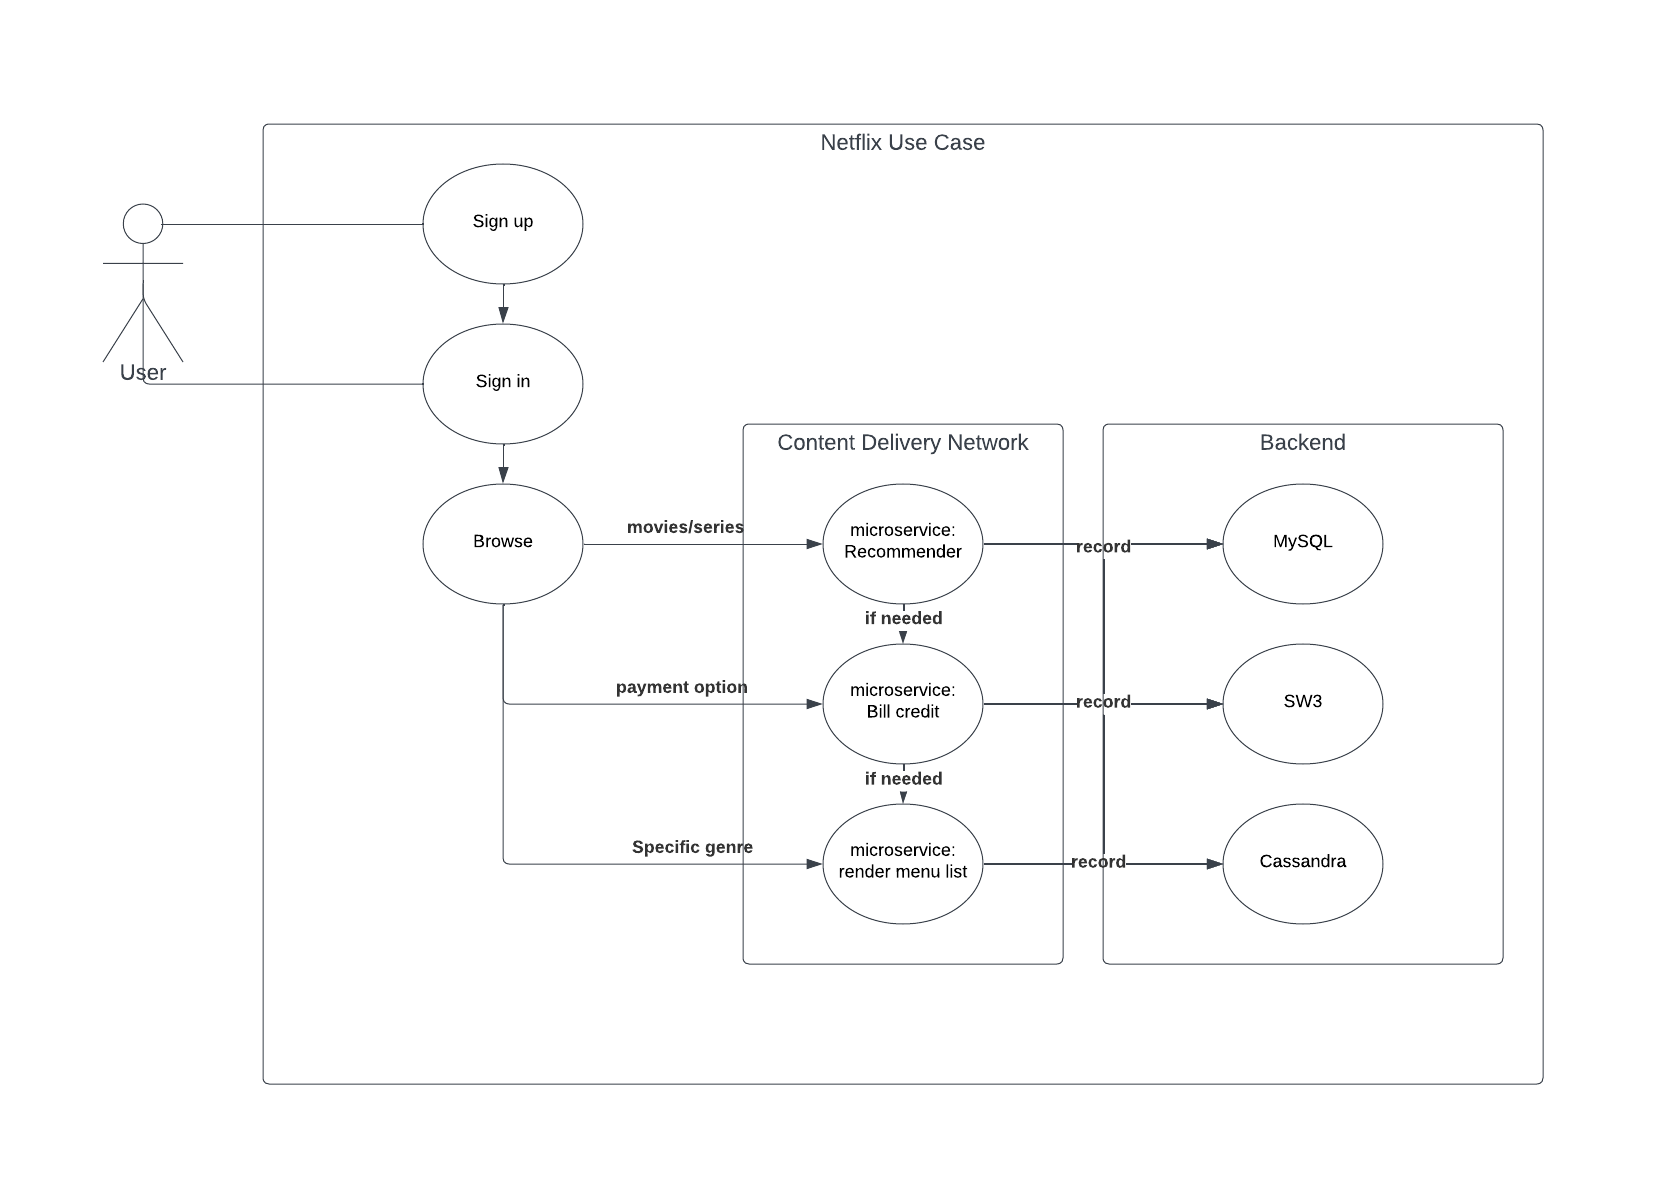 Netflix Use Case
Sign up
User
Sign in
Content Delivery Network
Backend
Browse
movies/series
microservice:
Recommender
record
MySQL
if needed
payment option
microservice:
Bill credit
record
SW3
if needed
Specific genre
microservice:
render menu list
record
Cassandra